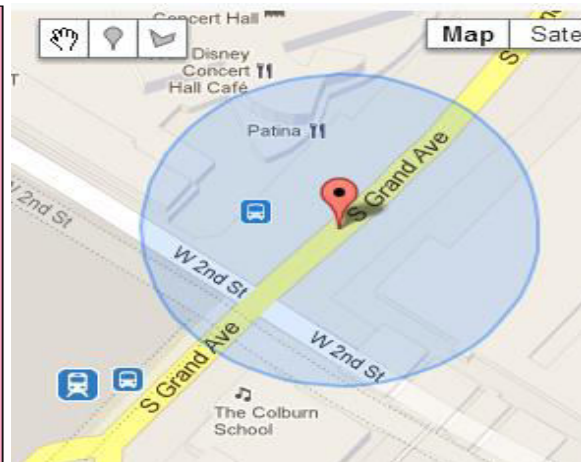 Concert Hall
Map
Sate
Disney
Concert
Hall Café
Patina
S Grand Ave
W 2nd St
W 2nd St
W 2nd St
S Grand Ave
The Colburn
School